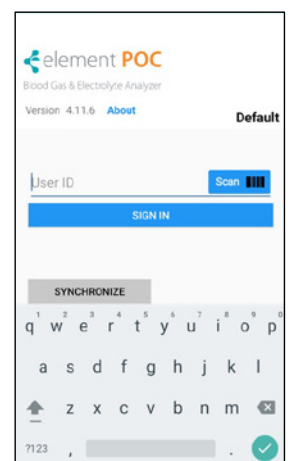 element POC
Blood Gas & Electrolyte Analyzer
Version 4.11.6 About
Default
User ID
Scan
SIGN IN
SYNCHRONIZE
1 2 3 4 5 6 7 8 9 0
q w e r t y u i o p
a s d f g h j k l
z x c v b n m
?123 , .